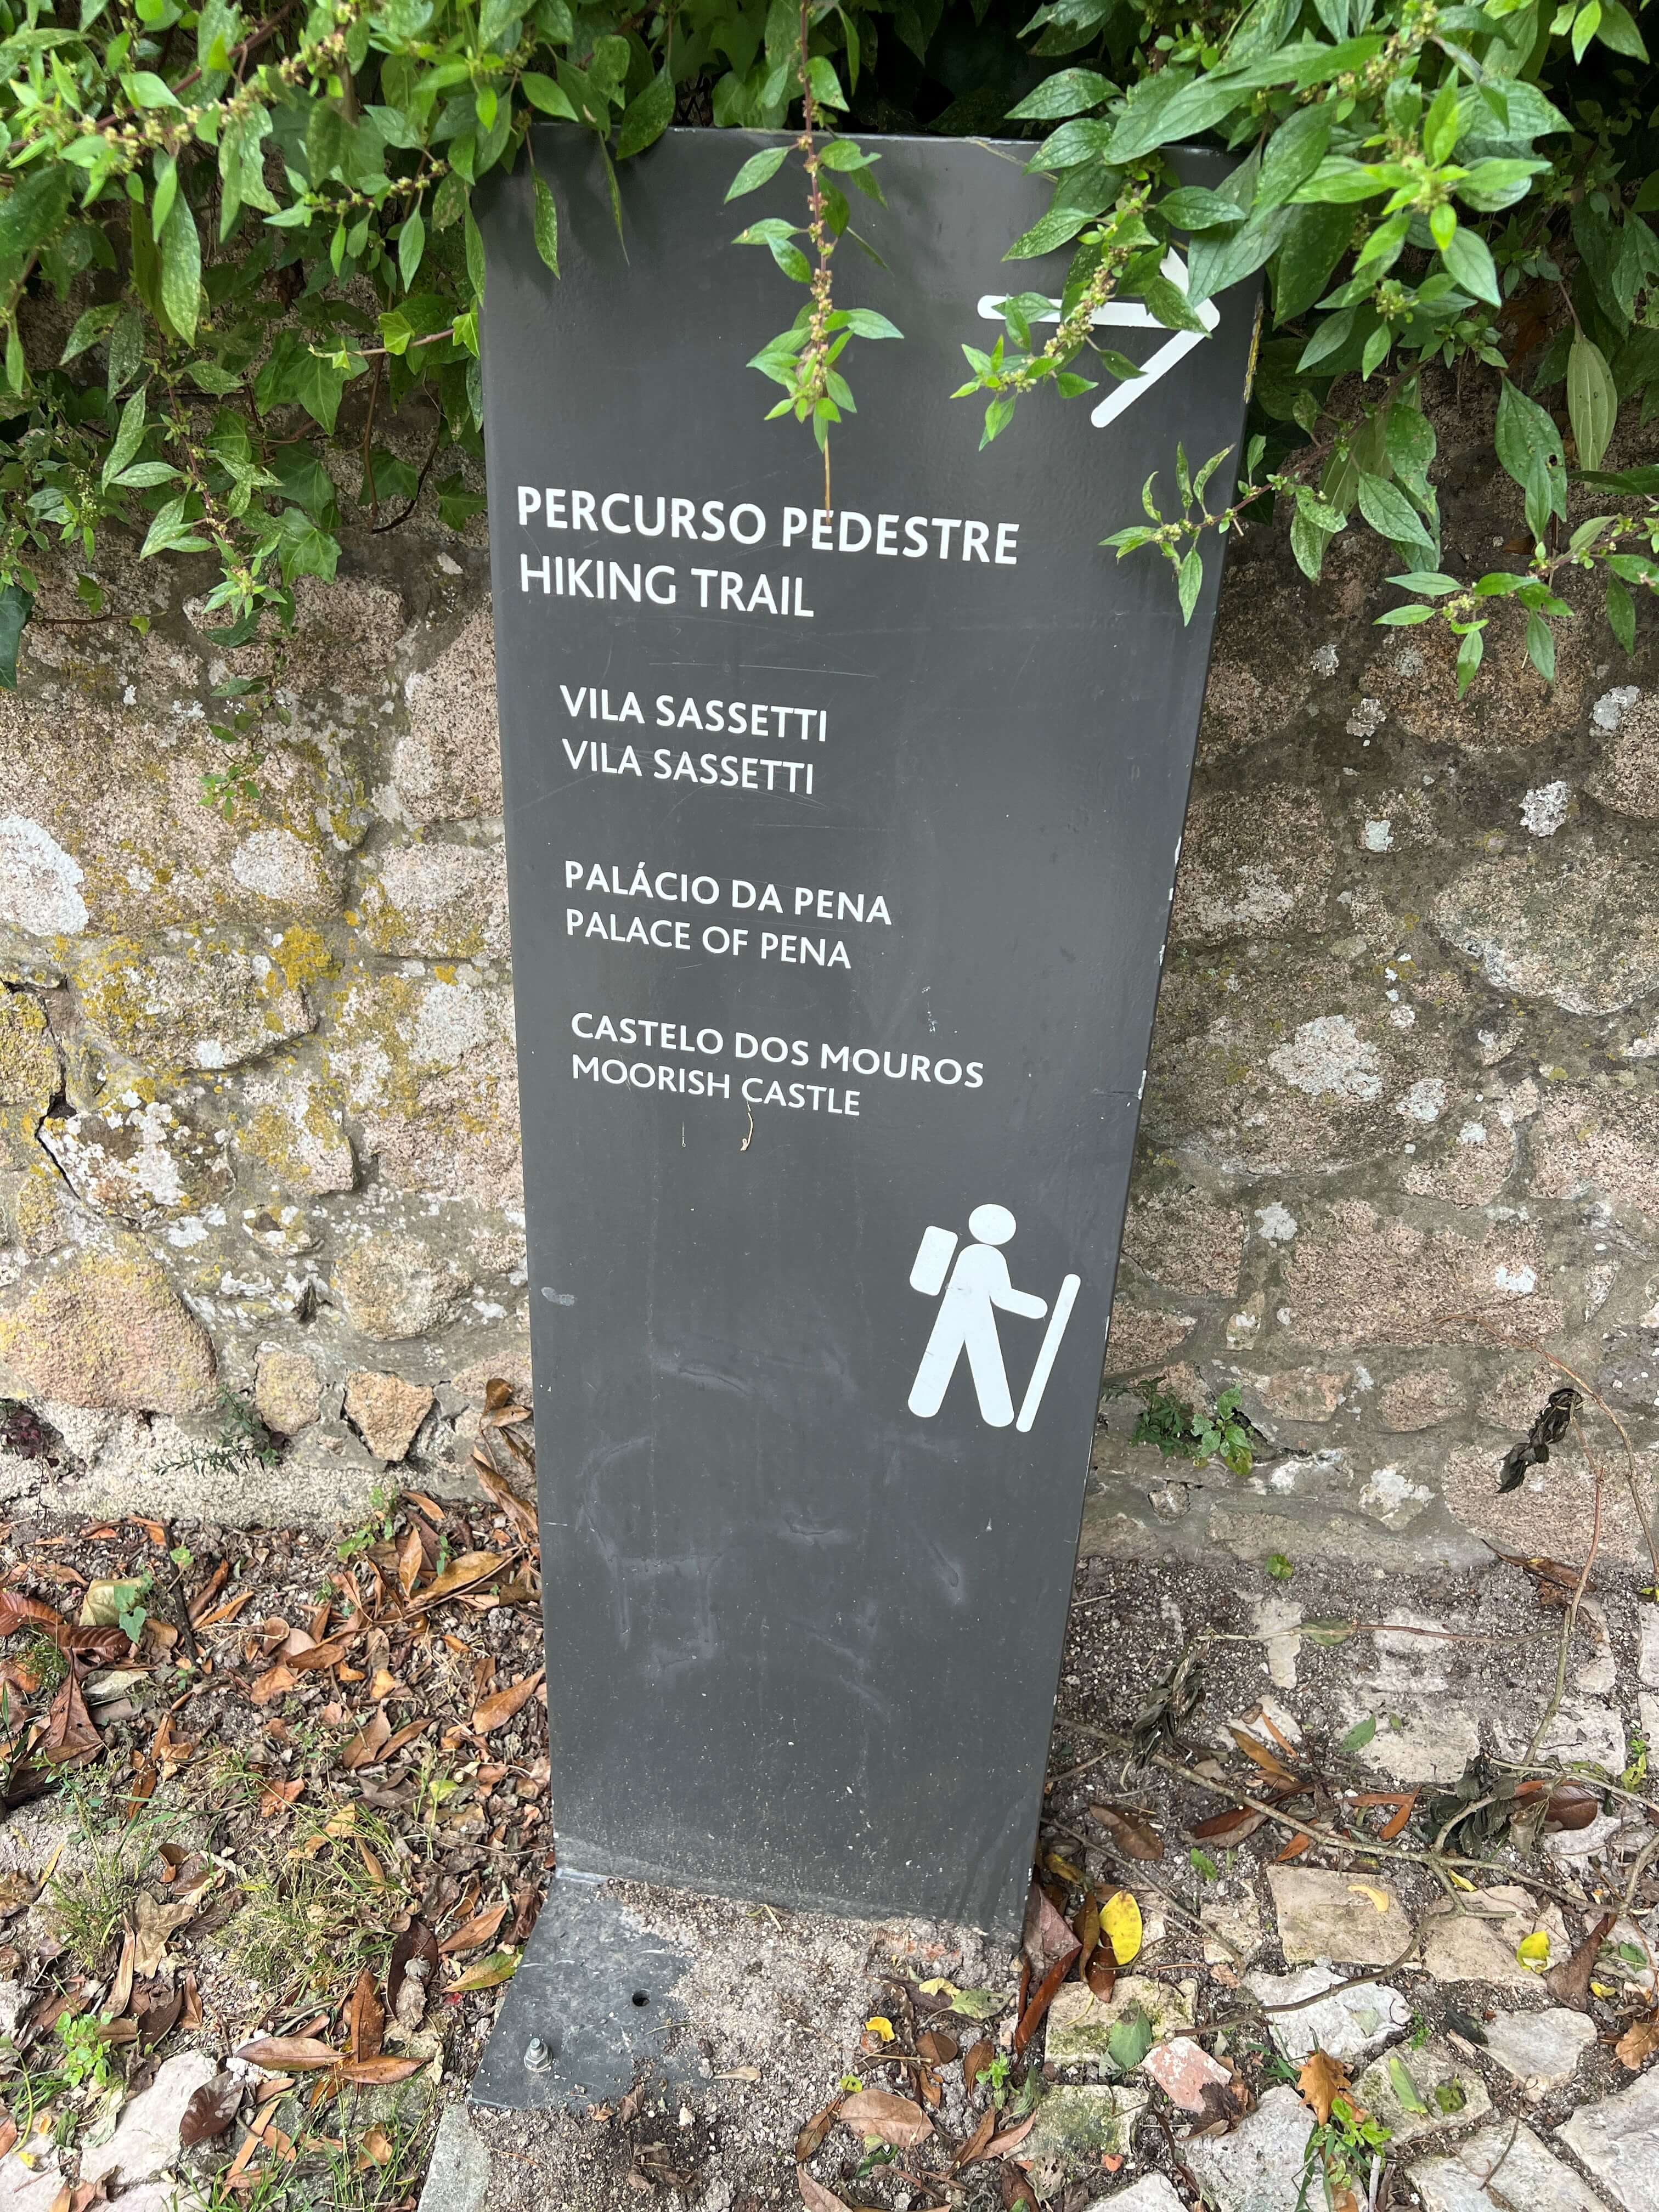 PERCURSO PEDESTRE
HIKING TRAIL
VILA SASSETTI
VILA SASSETTI
PALÁCIO DA PENA
PALACE OF PENA
CASTELO DOS MOUROS
MOORISH CASTLE